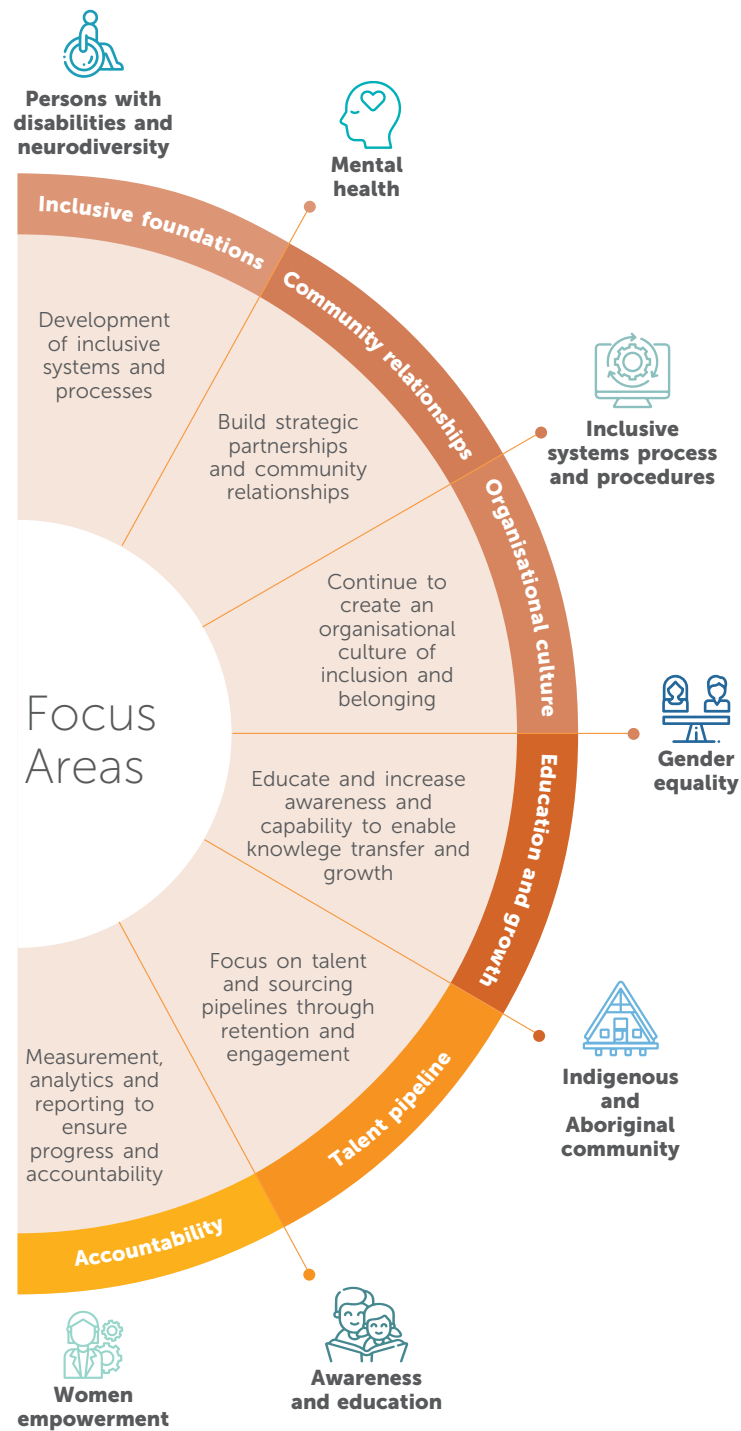 Persons with
disabilities and
neurodiversity
Mental
health
Inclusive foundations
Development
of inclusive
systems and
processes
Community relationships
Build strategic
partnerships
and community
relationships
Inclusive
systems process
and procedures
Organisational culture
Continue to
create an
organisational
culture of
inclusion and
belonging
Focus
Areas
Gender
equality
Education and growth
Educate and increase
awareness and
capability to enable
knowlege transfer and
growth
Focus on talent
and sourcing
pipelines through
retention and
engagement
Talent pipeline
Indigenous
and
Aboriginal
community
Measurement,
analytics and
reporting to
ensure
progress and
accountability
Accountability
Women
empowerment
Awareness
and education